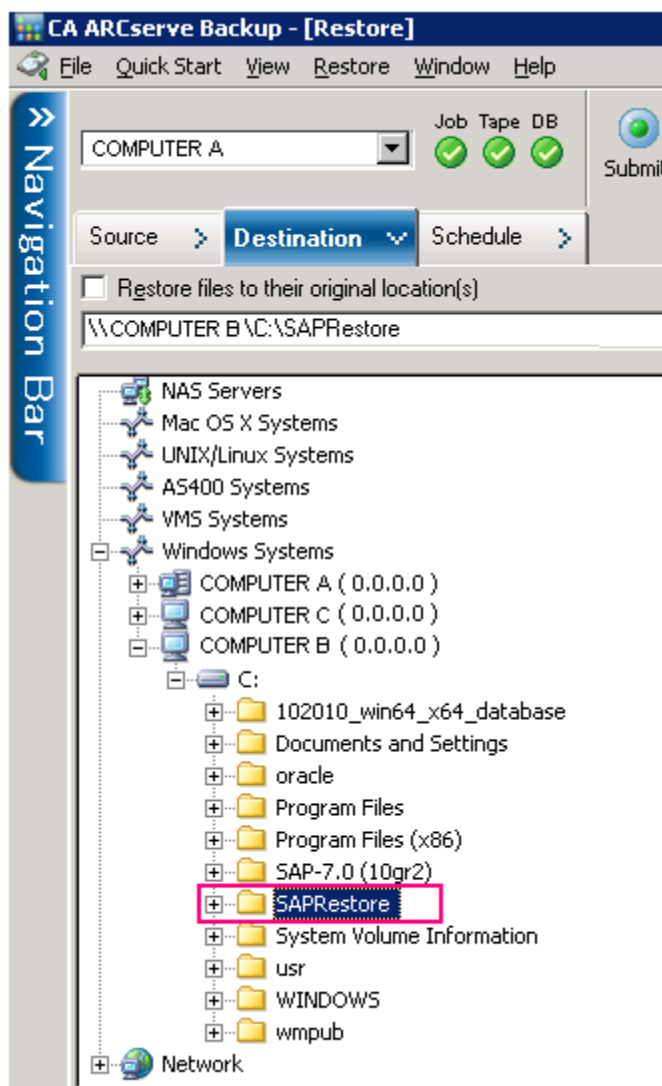 CA ARCserve Backup - [Restore]
File Quick Start View Restore Window Help
Navigation Bar
COMPUTER A
Job Tape DB
Submit
Source Destination Schedule
Restore files to their original location(s)
\\COMPUTER B\C:\SAPRestore
NAS Servers
Mac OS X Systems
UNIX/Linux Systems
AS400 Systems
VMS Systems
Windows Systems
COMPUTER A ( 0.0.0.0 )
COMPUTER C ( 0.0.0.0 )
COMPUTER B ( 0.0.0.0 )
C:
102010_win64_x64_database
Documents and Settings
oracle
Program Files
Program Files (x86)
SAP-7.0 (10gr2)
SAPRestore
System Volume Information
usr
WINDOWS
wmpub
Network